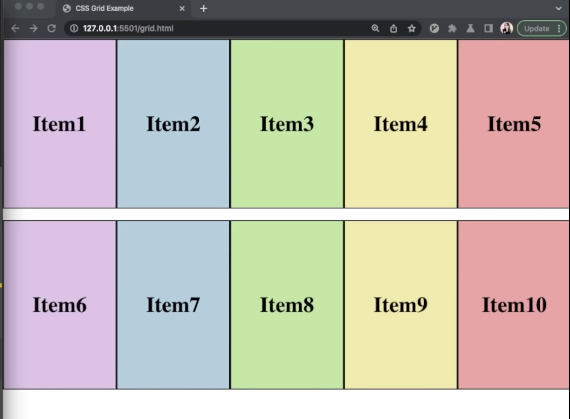 CSS Grid Example
127.0.0.1:5501/grid.html
Update
Item1 Item2 Item3 Item4 Item5
Item6 Item7 Item8 Item9 Item10